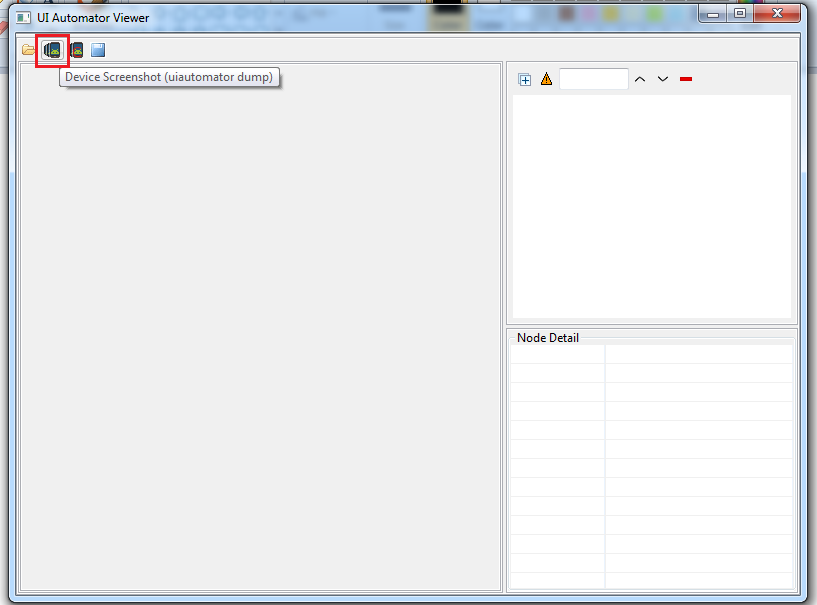 UI Automator Viewer
Device Screenshot (uiautomator dump)
Node Detail